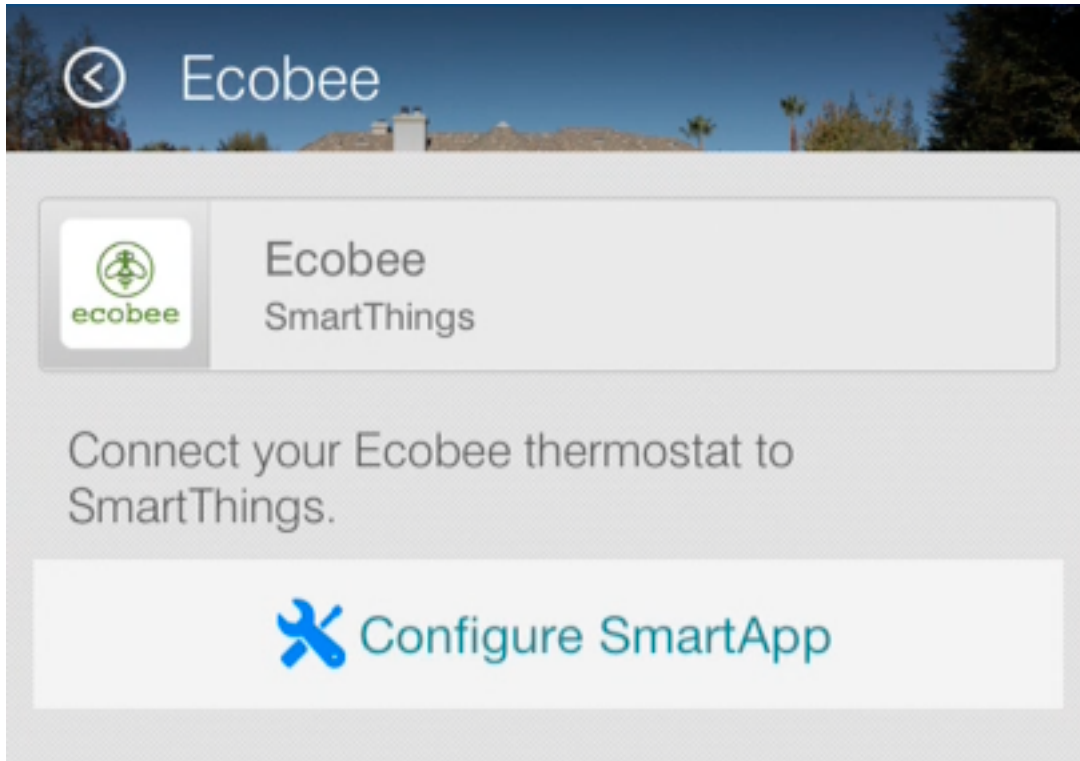 Ecobee
ecobee
Ecobee
SmartThings
Connect your Ecobee thermostat to
SmartThings.
Configure SmartApp